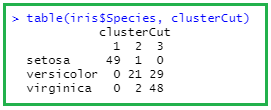 > table(iris$Species, clusterCut)
            clusterCut
              1  2  3
  setosa     49  1  0
  versicolor  0 21 29
  virginica   0  2 48